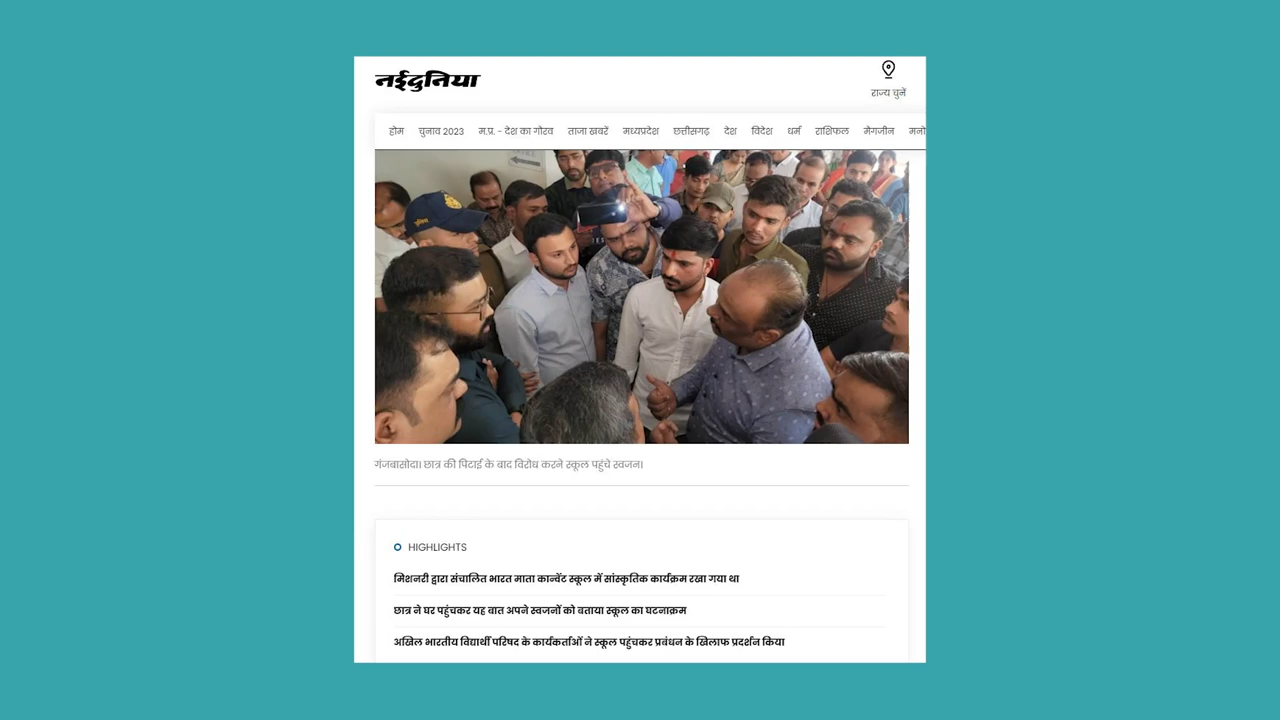 नईदुनिया
राज्य चुनें
होम चुनाव 2023 म.प्र. - देश का गौरव ताजा खबरें मध्यप्रदेश छत्तीसगढ़ देश विदेश धर्म राशिफल मैगजीन मनो
गंजबासोदा। छात्र की पिटाई के बाद विरोध करने स्कूल पहुंचे स्वजन।
HIGHLIGHTS
मिशनरी द्वारा संचालित भारत माता कान्वेंट स्कूल में सांस्कृतिक कार्यक्रम रखा गया था
छात्र ने घर पहुंचकर यह बात अपने स्वजनों को बताया स्कूल का घटनाक्रम
अखिल भारतीय विद्यार्थी परिषद के कार्यकर्ताओं ने स्कूल पहुंचकर प्रबंधन के खिलाफ प्रदर्शन किया